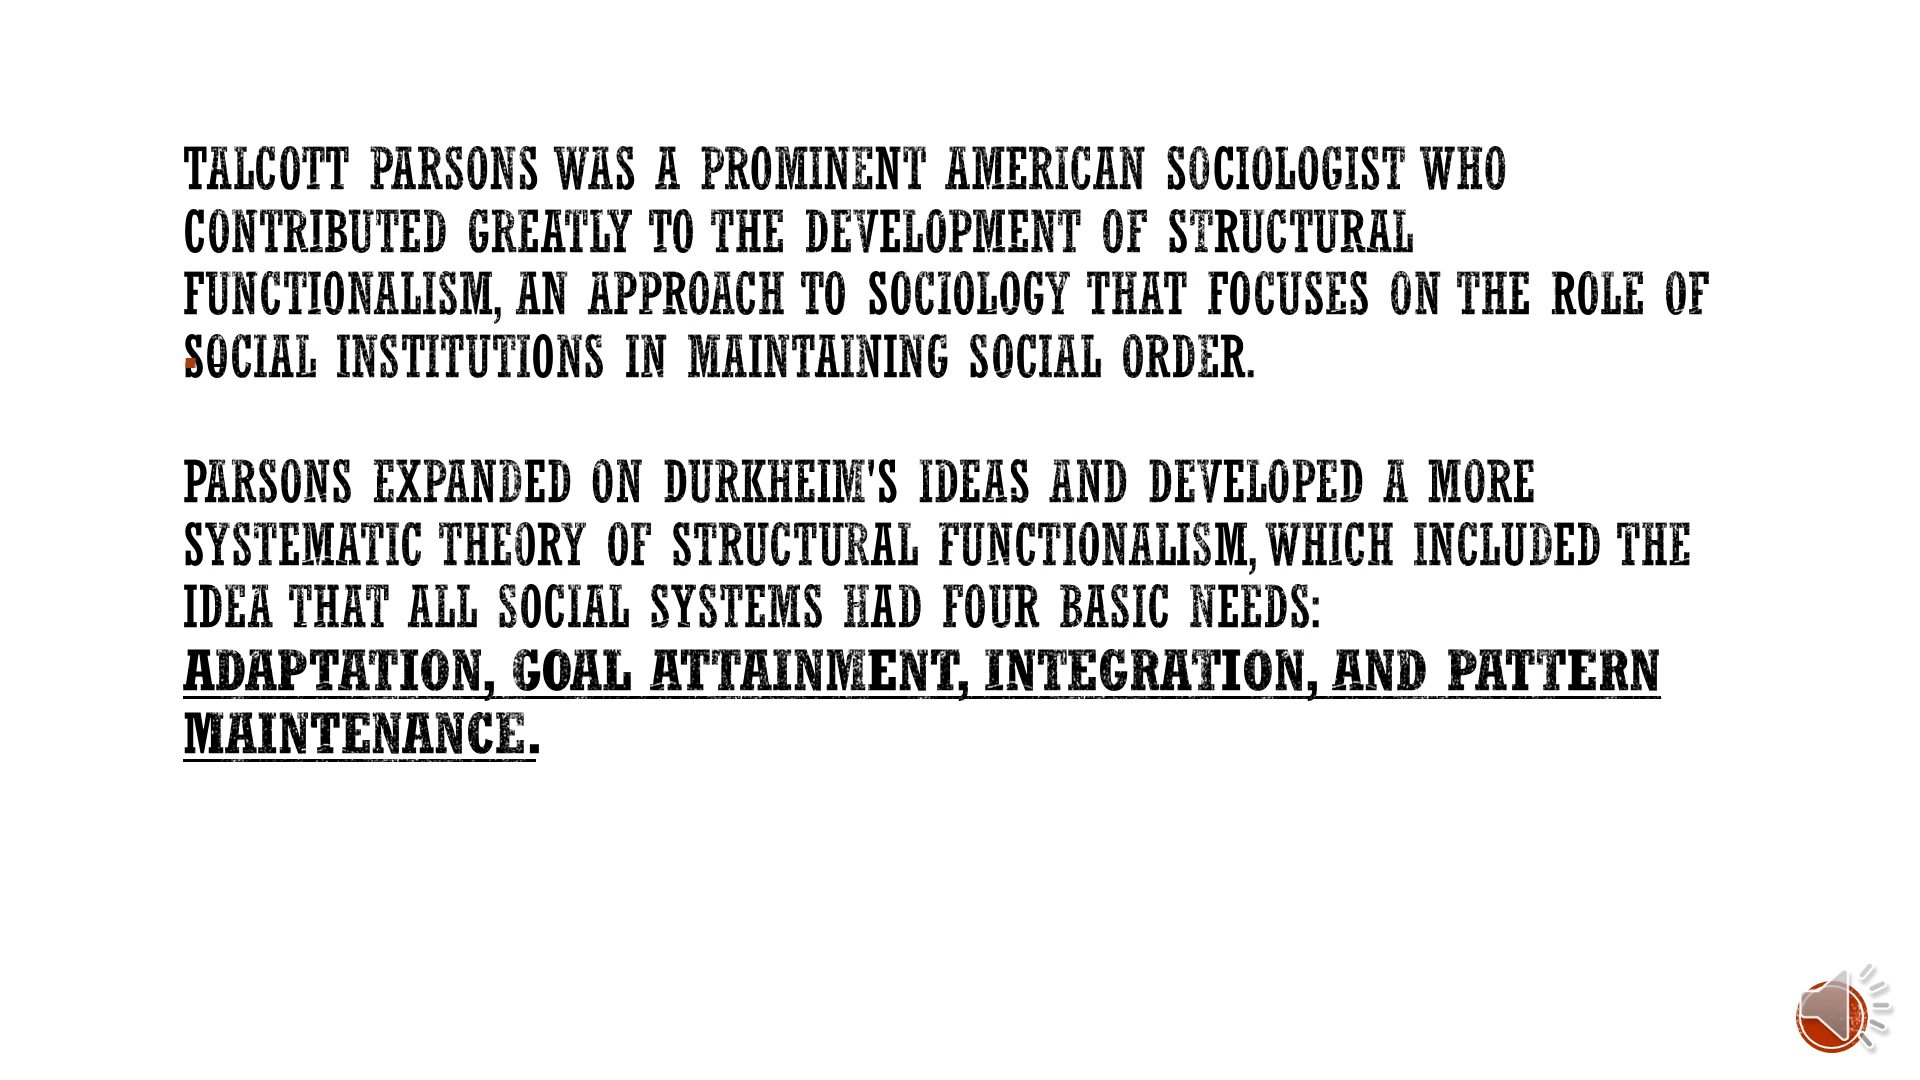 TALCOTT PARSONS WAS A PROMINENT AMERICAN SOCIOLOGIST WHO
CONTRIBUTED GREATLY TO THE DEVELOPMENT OF STRUCTURAL
FUNCTIONALISM, AN APPROACH TO SOCIOLOGY THAT FOCUSES ON THE ROLE OF
SOCIAL INSTITUTIONS IN MAINTAINING SOCIAL ORDER.
PARSONS EXPANDED ON DURKHEIM'S IDEAS AND DEVELOPED A MORE
SYSTEMATIC THEORY OF STRUCTURAL FUNCTIONALISM, WHICH INCLUDED THE
IDEA THAT ALL SOCIAL SYSTEMS HAD FOUR BASIC NEEDS:
ADAPTATION, GOAL ATTAINMENT, INTEGRATION, AND PATTERN
MAINTENANCE.